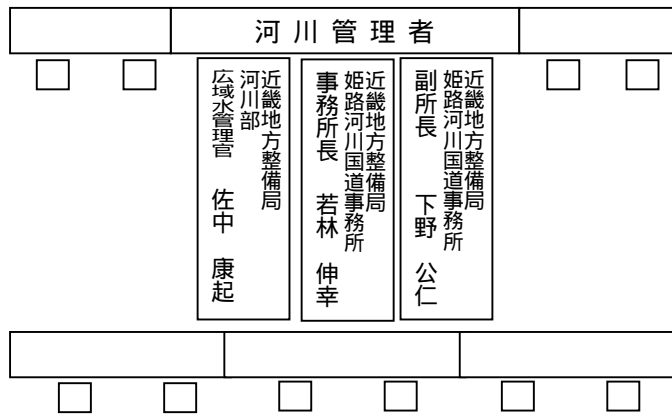 河川管理者
近畿地方整備局
姫路河川国道事務所
副所長 下野 公仁
近畿地方整備局
姫路河川国道事務所
事務所長 若林 伸幸
近畿地方整備局
河川部
広域水管理官 佐中 康起